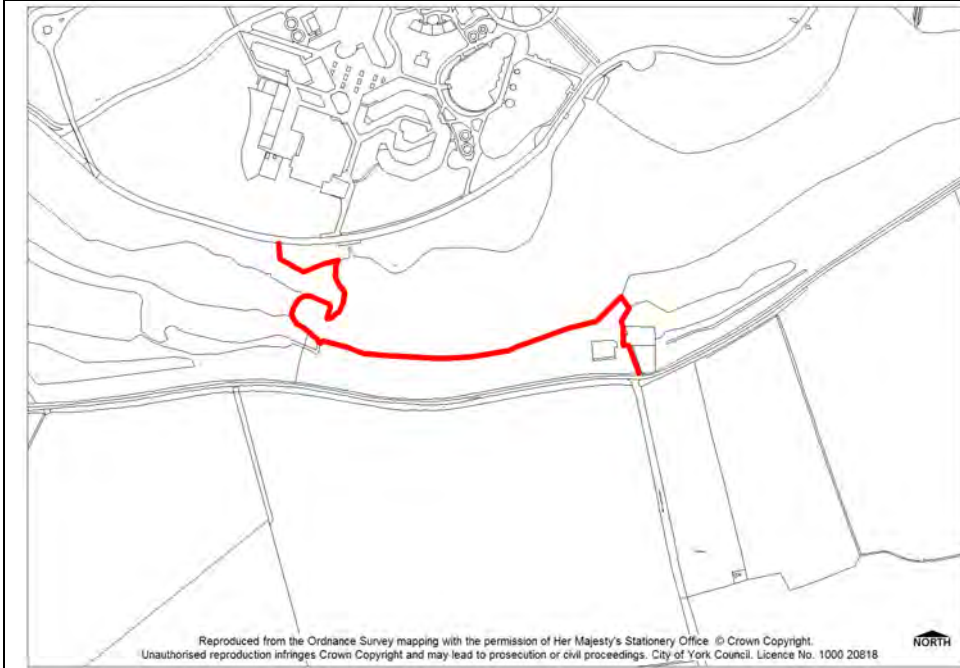 Reproduced from the Ordnance Survey mapping with the permission of Her Majesty's Stationery Office © Crown Copyright.
Unauthorised reproduction infringes Crown Copyright and may lead to prosecution or civil proceedings. City of York Council. Licence No. 1000 20818
NORTH